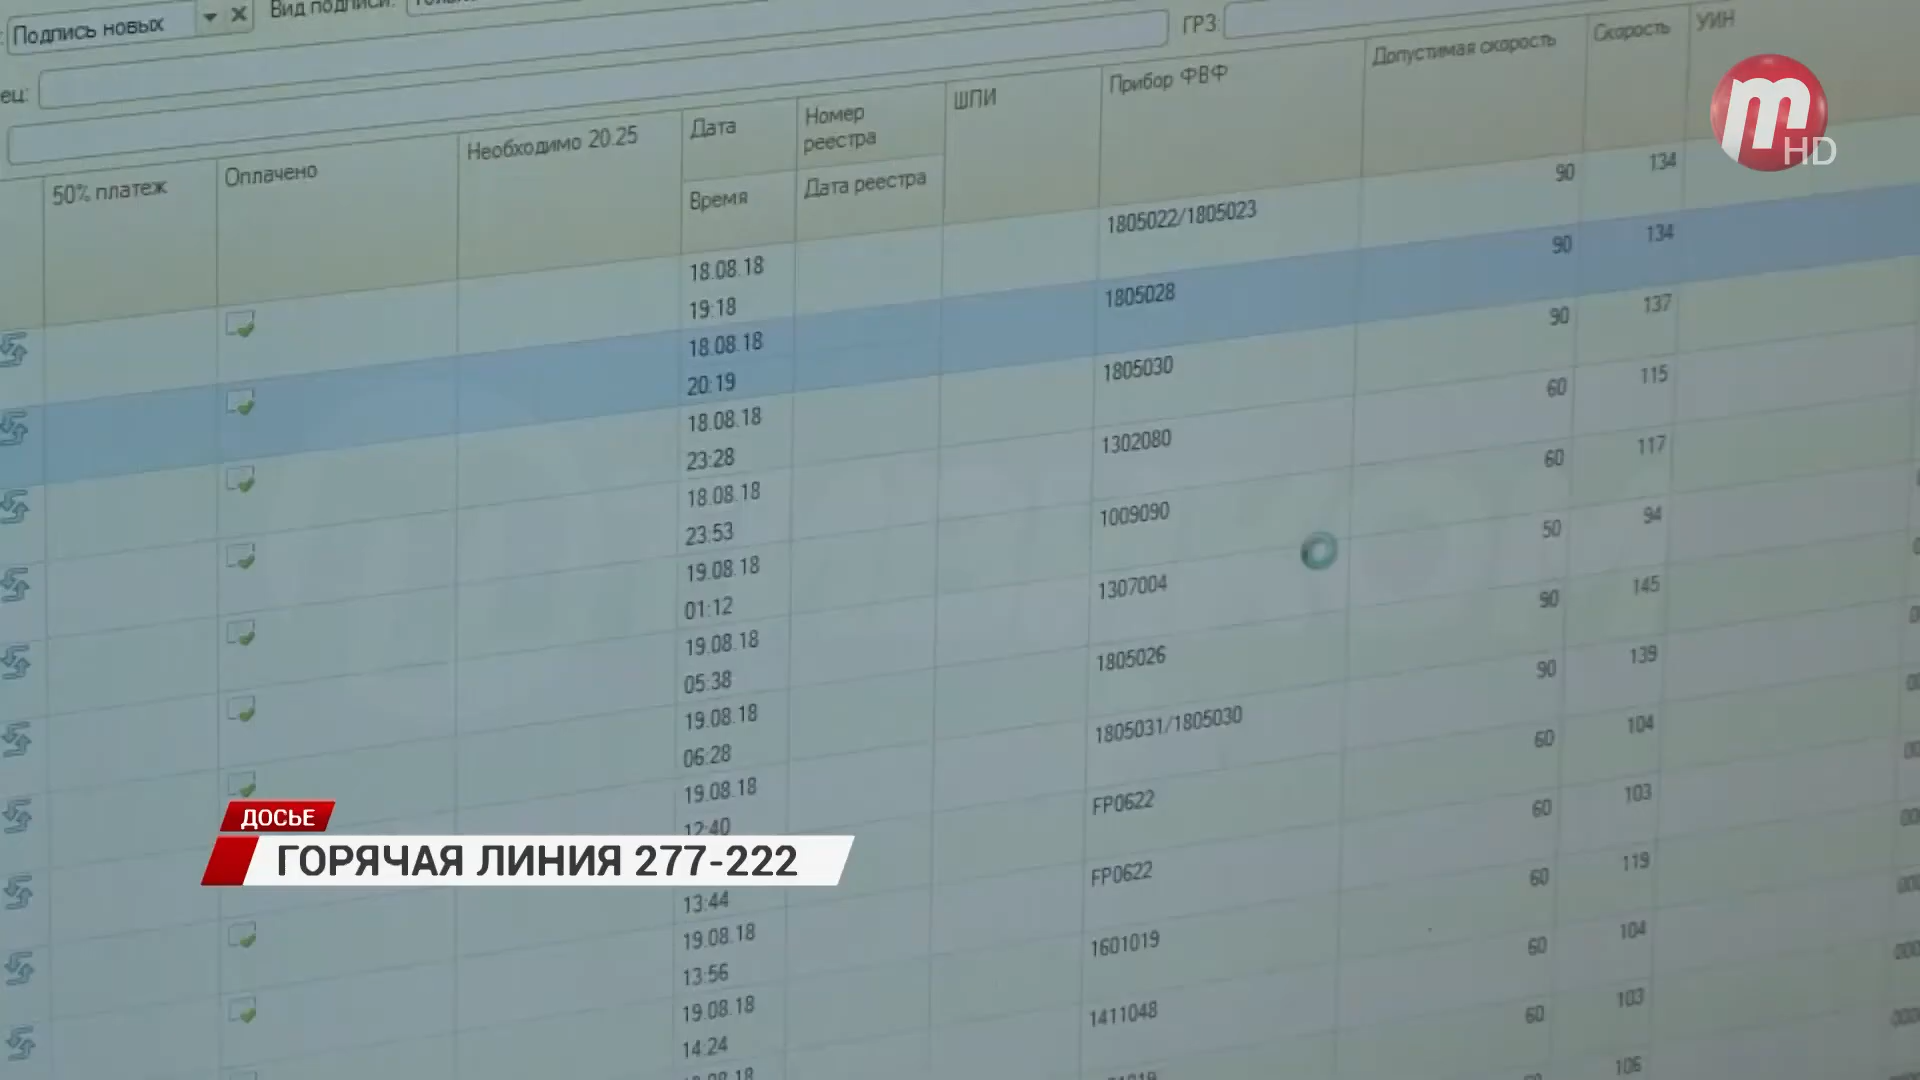 Подпись новых
Вид подписи:
ец:
ГРЗ:
50% платеж
Оплачено
Необходимо 20.25
Дата
Время
Номер реестра
Дата реестра
ШПИ
Прибор ФВФ
Допустимая скорость
Скорость
УИН
18.08.18 19:18 1805022/1805023 90 134
18.08.18 20:19 1805028 90 134
18.08.18 23:28 1805030 90 137
18.08.18 23:53 1302080 60 115
19.08.18 01:12 1009090 60 117
19.08.18 05:38 1307004 50 94
19.08.18 06:28 1805026 90 145
19.08.18 12:40 1805031/1805030 90 139
FP0622 60 104
13:44
FP0622 60 103
19.08.18 13:56 1601019 60 119
19.08.18 14:24 1411048 60 104
60 103
106
m HD
ДОСЬЕ
ГОРЯЧАЯ ЛИНИЯ 277-222